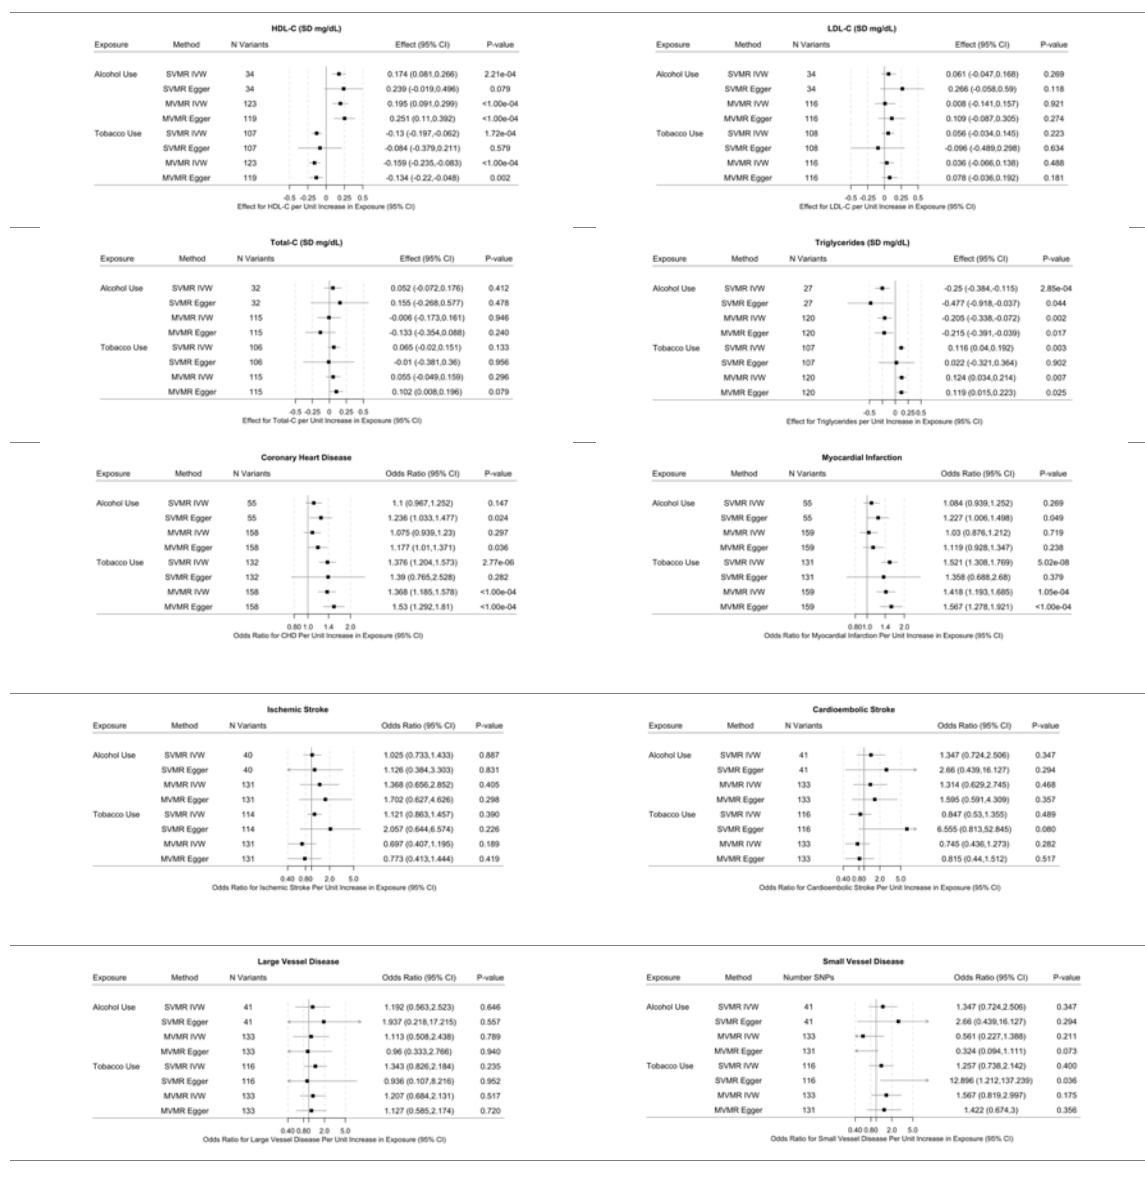 HDL-C (SD mg/dL)
Exposure Method N Variants Effect (95% CI) P-value
Alcohol Use SVMR IVW 34 0.174 (0.081,0.266) 2.21e-04
SVMR Egger 34 0.239 (-0.019,0.496) 0.079
MVMR IVW 123 0.195 (0.091,0.299) <1.00e-04
MVMR Egger 119 0.251 (0.11,0.392) <1.00e-04
Tobacco Use SVMR IVW 107 -0.13 (-0.197,-0.062) 1.72e-04
SVMR Egger 107 -0.084 (-0.379,0.211) 0.579
MVMR IVW 123 -0.159 (-0.235,-0.083) <1.00e-04
MVMR Egger 119 -0.134 (-0.22,-0.048) 0.002
-0.5 -0.25 0 0.25 0.5
Effect for HDL-C per Unit Increase in Exposure (95% CI)
LDL-C (SD mg/dL)
Exposure Method N Variants Effect (95% CI) P-value
Alcohol Use SVMR IVW 34 0.061 (-0.047,0.168) 0.269
SVMR Egger 34 0.266 (-0.058,0.59) 0.118
MVMR IVW 116 0.008 (-0.141,0.157) 0.921
MVMR Egger 116 0.109 (-0.087,0.305) 0.274
Tobacco Use SVMR IVW 108 0.056 (-0.034,0.145) 0.223
SVMR Egger 108 -0.096 (-0.489,0.298) 0.634
MVMR IVW 116 0.036 (-0.066,0.138) 0.488
MVMR Egger 116 0.078 (-0.036,0.192) 0.181
-0.5 -0.25 0 0.25 0.5
Effect for LDL-C per Unit Increase in Exposure (95% CI)
Total-C (SD mg/dL)
Exposure Method N Variants Effect (95% CI) P-value
Alcohol Use SVMR IVW 32 0.052 (-0.072,0.176) 0.412
SVMR Egger 32 0.155 (-0.268,0.577) 0.478
MVMR IVW 115 -0.006 (-0.173,0.161) 0.946
MVMR Egger 115 -0.133 (-0.354,0.088) 0.240
Tobacco Use SVMR IVW 106 0.065 (-0.02,0.151) 0.133
SVMR Egger 106 -0.01 (-0.381,0.36) 0.956
MVMR IVW 115 0.055 (-0.049,0.159) 0.296
MVMR Egger 115 0.102 (0.008,0.196) 0.079
-0.5 -0.25 0 0.25 0.5
Effect for Total-C per Unit Increase in Exposure (95% CI)
Triglycerides (SD mg/dL)
Exposure Method N Variants Effect (95% CI) P-value
Alcohol Use SVMR IVW 27 -0.25 (-0.384,-0.115) 2.85e-04
SVMR Egger 27 -0.477 (-0.918,-0.037) 0.044
MVMR IVW 120 -0.205 (-0.338,-0.072) 0.002
MVMR Egger 120 -0.215 (-0.391,-0.039) 0.017
Tobacco Use SVMR IVW 107 0.116 (0.04,0.192) 0.003
SVMR Egger 107 0.022 (-0.321,0.364) 0.902
MVMR IVW 120 0.124 (0.034,0.214) 0.007
MVMR Egger 120 0.119 (0.015,0.223) 0.025
-0.5 0 0.25 0.5
Effect for Triglycerides per Unit Increase in Exposure (95% CI)
Coronary Heart Disease
Exposure Method N Variants Odds Ratio (95% CI) P-value
Alcohol Use SVMR IVW 55 1.1 (0.967,1.252) 0.147
SVMR Egger 55 1.236 (1.033,1.477) 0.024
MVMR IVW 158 1.075 (0.939,1.23) 0.297
MVMR Egger 158 1.177 (1.01,1.371) 0.036
Tobacco Use SVMR IVW 132 1.376 (1.204,1.573) 2.77e-06
SVMR Egger 132 1.39 (0.765,2.528) 0.282
MVMR IVW 158 1.368 (1.185,1.578) <1.00e-04
MVMR Egger 158 1.53 (1.292,1.81) <1.00e-04
0.80 1.0 1.4 2.0
Odds Ratio for CHD Per Unit Increase in Exposure (95% CI)
Myocardial Infarction
Exposure Method N Variants Odds Ratio (95% CI) P-value
Alcohol Use SVMR IVW 55 1.084 (0.939,1.252) 0.269
SVMR Egger 55 1.227 (1.006,1.498) 0.049
MVMR IVW 159 1.03 (0.876,1.212) 0.719
MVMR Egger 159 1.119 (0.928,1.347) 0.238
Tobacco Use SVMR IVW 131 1.521 (1.308,1.769) 5.02e-08
SVMR Egger 131 1.358 (0.688,2.68) 0.379
MVMR IVW 159 1.418 (1.193,1.685) 1.05e-04
MVMR Egger 159 1.567 (1.278,1.921) <1.00e-04
0.80 1.0 1.4 2.0
Odds Ratio for Myocardial Infarction Per Unit Increase in Exposure (95% CI)
Ischemic Stroke
Exposure Method N Variants Odds Ratio (95% CI) P-value
Alcohol Use SVMR IVW 40 1.025 (0.733,1.433) 0.887
SVMR Egger 40 1.126 (0.384,3.303) 0.831
MVMR IVW 131 1.368 (0.656,2.852) 0.405
MVMR Egger 131 1.702 (0.627,4.626) 0.298
Tobacco Use SVMR IVW 114 1.121 (0.863,1.457) 0.390
SVMR Egger 114 2.057 (0.644,6.574) 0.226
MVMR IVW 131 0.697 (0.407,1.195) 0.189
MVMR Egger 131 0.773 (0.413,1.444) 0.419
0.40 0.80 2.0 5.0
Odds Ratio for Ischemic Stroke Per Unit Increase in Exposure (95% CI)
Cardioembolic Stroke
Exposure Method N Variants Odds Ratio (95% CI) P-value
Alcohol Use SVMR IVW 41 1.347 (0.724,2.506) 0.347
SVMR Egger 41 2.66 (0.439,16.127) 0.294
MVMR IVW 133 1.314 (0.629,2.745) 0.468
MVMR Egger 133 1.595 (0.591,4.309) 0.357
Tobacco Use SVMR IVW 116 0.847 (0.53,1.355) 0.489
SVMR Egger 116 6.555 (0.813,52.845) 0.080
MVMR IVW 133 0.745 (0.436,1.273) 0.282
MVMR Egger 133 0.815 (0.44,1.512) 0.517
0.40 0.80 2.0 5.0
Odds Ratio for Cardioembolic Stroke Per Unit Increase in Exposure (95% CI)
Large Vessel Disease
Exposure Method N Variants Odds Ratio (95% CI) P-value
Alcohol Use SVMR IVW 41 1.192 (0.563,2.523) 0.646
SVMR Egger 41 1.937 (0.218,17.215) 0.557
MVMR IVW 133 1.113 (0.508,2.438) 0.789
MVMR Egger 133 0.96 (0.333,2.766) 0.940
Tobacco Use SVMR IVW 116 1.343 (0.826,2.184) 0.235
SVMR Egger 116 0.936 (0.107,8.216) 0.952
MVMR IVW 133 1.207 (0.684,2.131) 0.517
MVMR Egger 133 1.127 (0.585,2.174) 0.720
0.40 0.80 2.0 5.0
Odds Ratio for Large Vessel Disease Per Unit Increase in Exposure (95% CI)
Small Vessel Disease
Exposure Method Number SNPs Odds Ratio (95% CI) P-value
Alcohol Use SVMR IVW 41 1.347 (0.724,2.506) 0.347
SVMR Egger 41 2.66 (0.439,16.127) 0.294
MVMR IVW 133 0.561 (0.227,1.388) 0.211
MVMR Egger 131 0.324 (0.094,1.111) 0.073
Tobacco Use SVMR IVW 116 1.257 (0.738,2.142) 0.400
SVMR Egger 116 12.896 (1.212,137.239) 0.036
MVMR IVW 133 1.567 (0.819,2.997) 0.175
MVMR Egger 131 1.422 (0.674,3) 0.356
0.40 0.80 2.0 5.0
Odds Ratio for Small Vessel Disease Per Unit Increase in Exposure (95% CI)